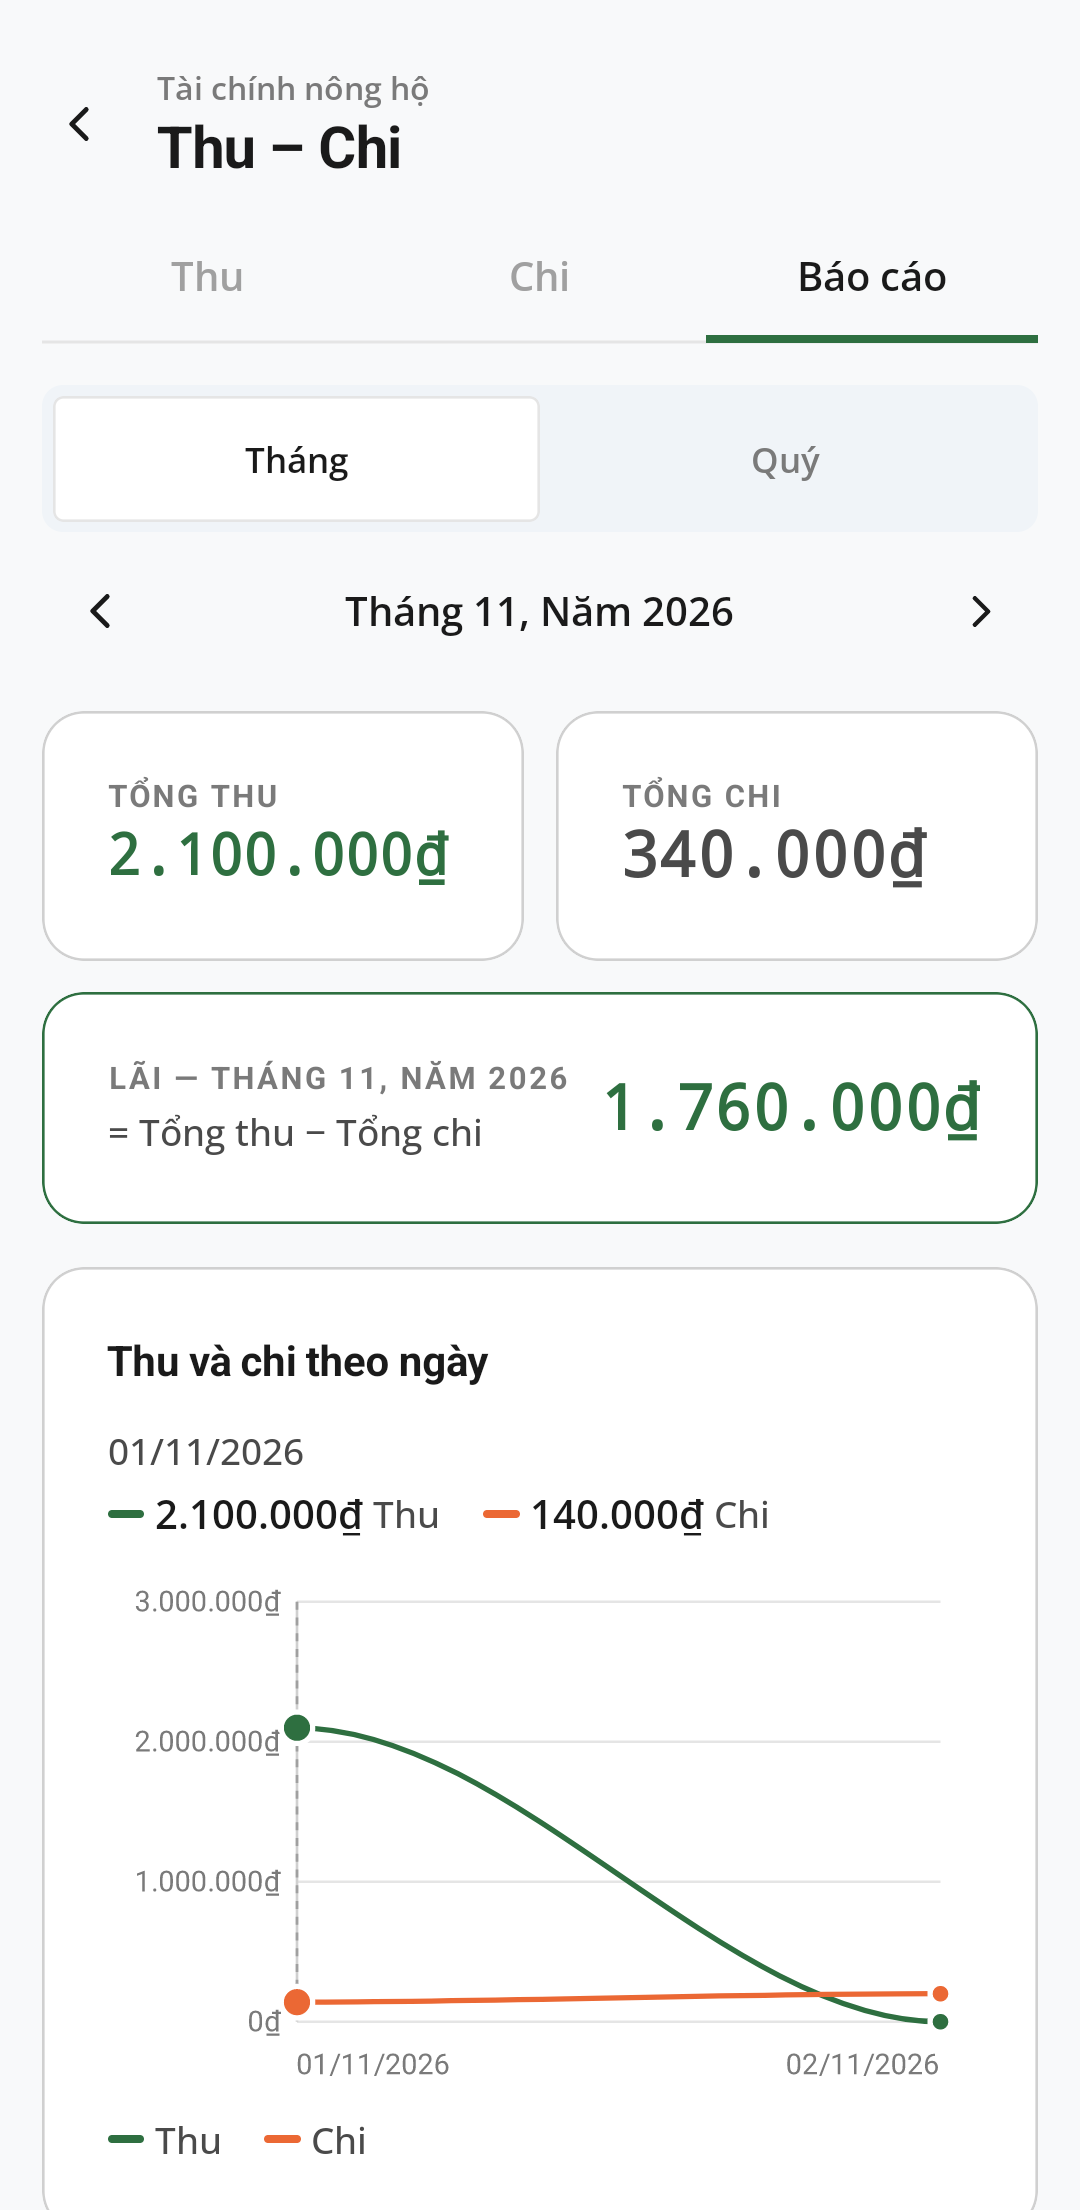 Tài chính nông hộ
Thu – Chi
Thu Chi Báo cáo
Tháng Quý
Tháng 11, Năm 2026
TỔNG THU
2.100.000₫
TỔNG CHI
340.000₫
LÃI — THÁNG 11, NĂM 2026
= Tổng thu − Tổng chi
1.760.000₫
Thu và chi theo ngày
01/11/2026
2.100.000₫ Thu 140.000₫ Chi
3.000.000₫
2.000.000₫
1.000.000₫
0₫
01/11/2026 02/11/2026
Thu Chi